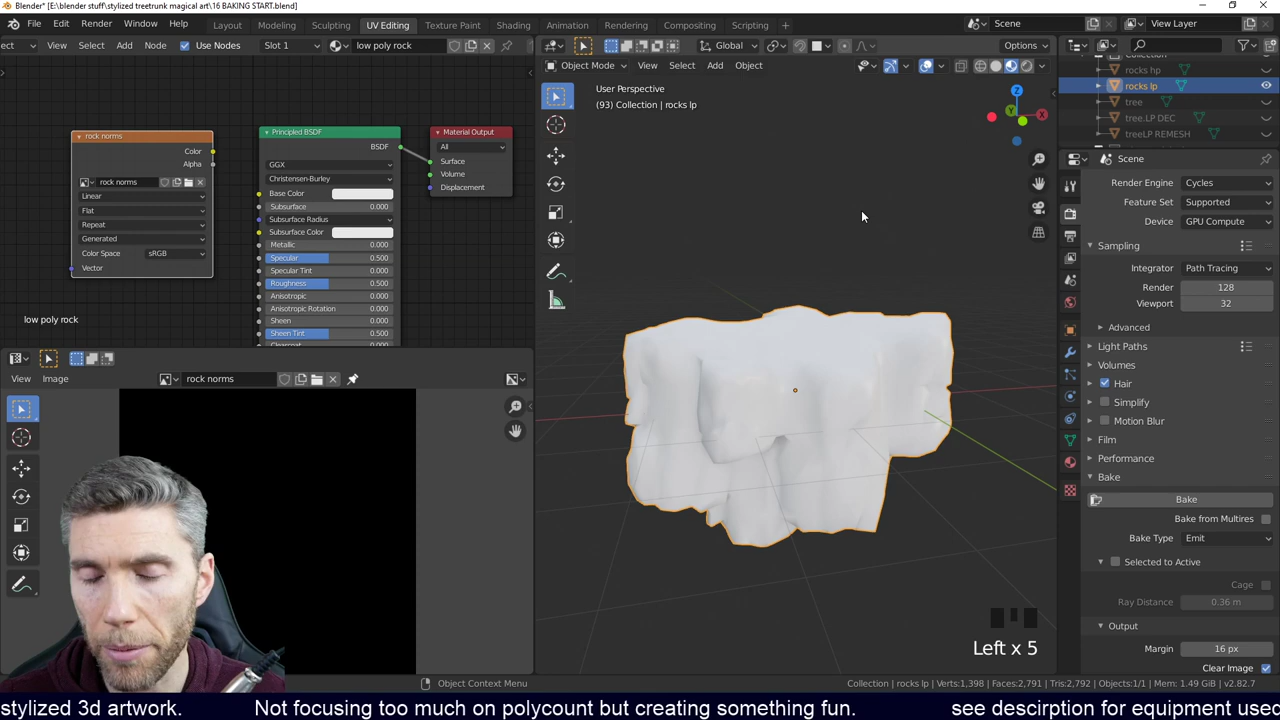 Blender* [E:\blender stuff\stylized treetrunk magical art\16 BAKING START.blend]
File Edit Render Window Help Layout Modeling Sculpting UV Editing Texture Paint Shading Animation Rendering Compositing Scripting Scene View Layer
ect View Select Add Node Use Nodes Slot 1 low poly rock Global Options
Object Mode View Select Add Object
User Perspective
(93) Collection | rocks lp
Collection
rocks hp
rocks lp
tree
tree.LP DEC
treeLP REMESH
rock norms
Color
Alpha
rock norms
Linear
Flat
Repeat
Generated
Color Space sRGB
Vector
Principled BSDF
BSDF
GGX
Christensen-Burley
Base Color
Subsurface 0.000
Subsurface Radius
Subsurface Color
Metallic 0.000
Specular 0.500
Specular Tint 0.000
Roughness 0.500
Anisotropic 0.000
Anisotropic Rotation 0.000
Sheen 0.000
Sheen Tint 0.500
Clearcoat 0.000
Material Output
All
Surface
Volume
Displacement
low poly rock
View Image rock norms
Z
Y
X
Scene
Render Engine Cycles
Feature Set Supported
Device GPU Compute
Sampling
Integrator Path Tracing
Render 128
Viewport 32
Advanced
Light Paths
Volumes
Hair
Simplify
Motion Blur
Film
Performance
Bake
Bake
Bake from Multires
Bake Type Emit
Selected to Active
Cage
Ray Distance 0.36 m
Output
Margin 16 px
Clear Image
Left x 5
Object Context Menu
Collection | rocks lp | Verts:1,398 | Faces:2,791 | Tris:2,792 | Objects:1/1 | Mem: 1.49 GiB | v2.82.7
stylized 3d artwork. Not focusing too much on polycount but creating something fun. see descirption for equipment used